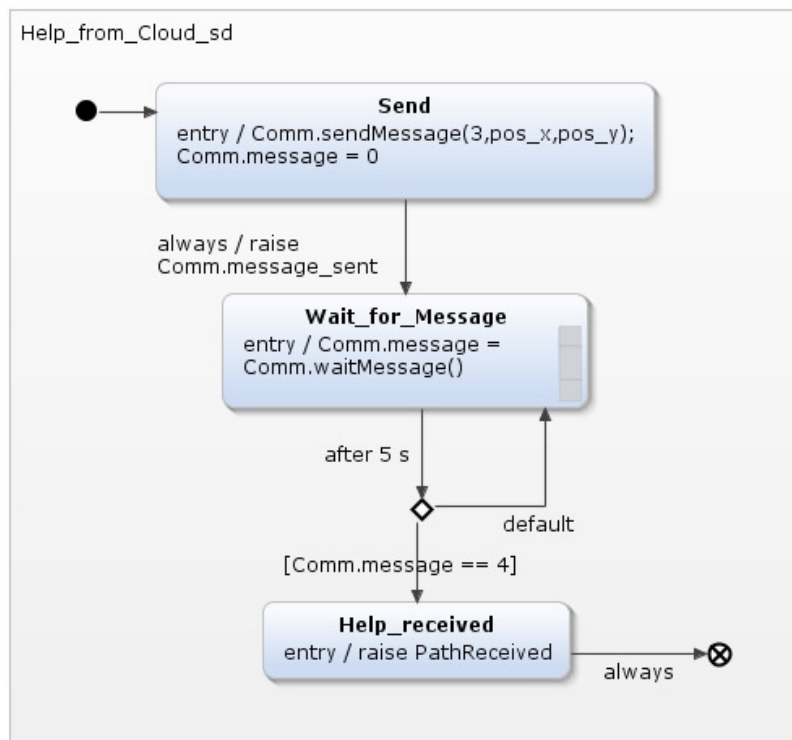 Help_from_Cloud_sd
Send
entry / Comm.sendMessage(3,pos_x,pos_y);
Comm.message = 0
always / raise
Comm.message_sent
Wait_for_Message
entry / Comm.message =
Comm.waitMessage()
after 5 s
default
[Comm.message == 4]
Help_received
entry / raise PathReceived
always